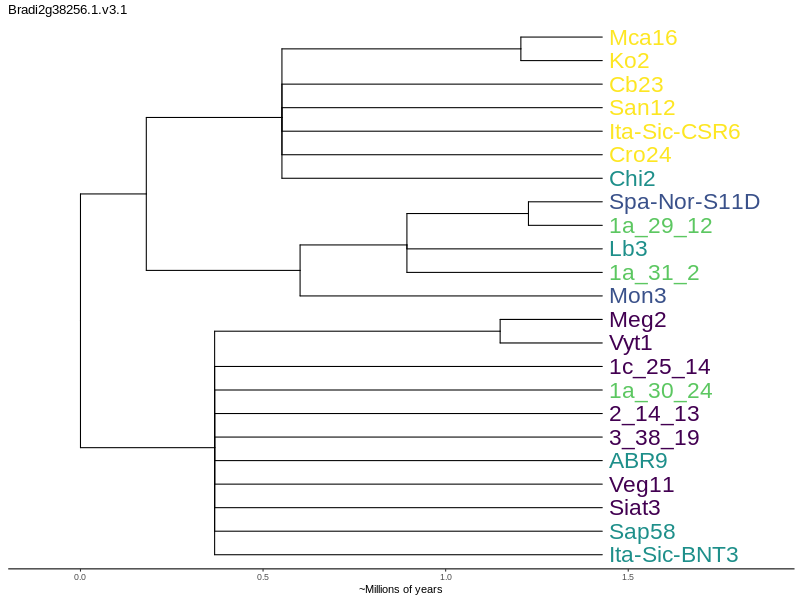 Bradi2g38256.1.v3.1
Mca16
Ko2
Cb23
San12
Ita-Sic-CSR6
Cro24
Chi2
Spa-Nor-S11D
1a_29_12
Lb3
1a_31_2
Mon3
Meg2
Vyt1
1c_25_14
1a_30_24
2_14_13
3_38_19
ABR9
Veg11
Siat3
Sap58
Ita-Sic-BNT3
0.0 0.5 1.0 1.5
~Millions of years